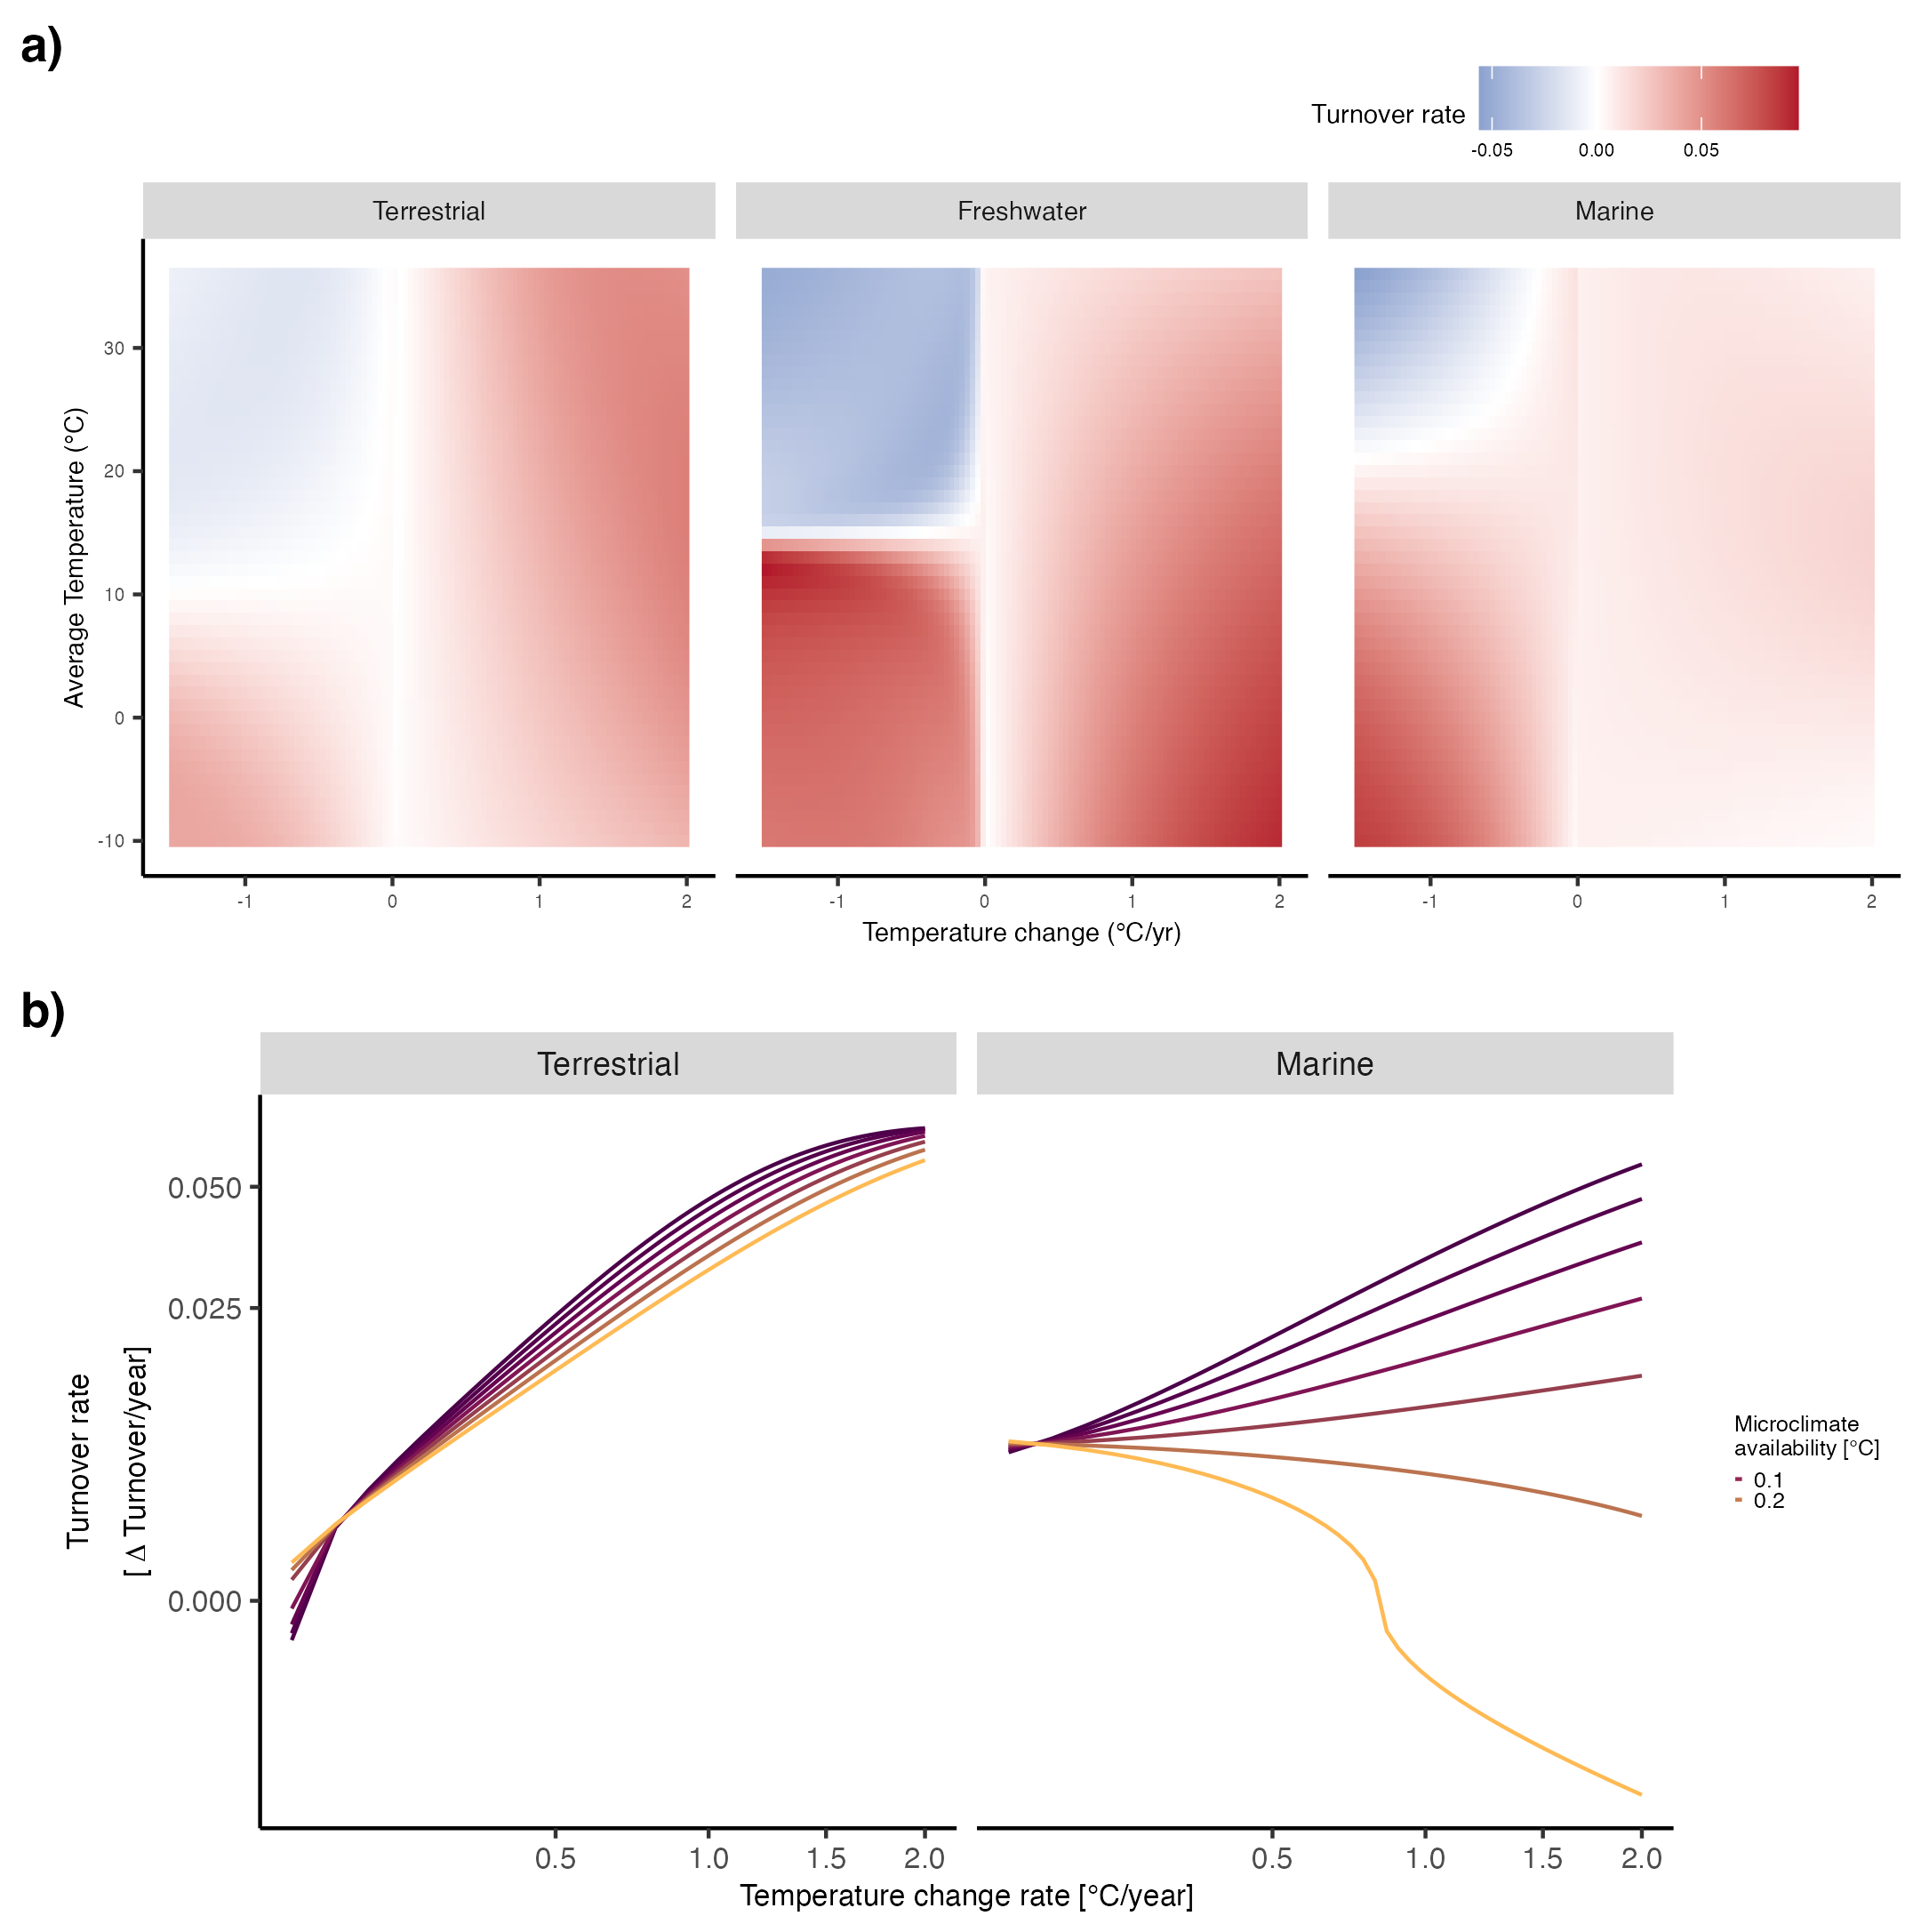 a)
Turnover rate
-0.05 0.00 0.05
Terrestrial Freshwater Marine
Average Temperature (°C)
30
20
10
0
-10
-1 0 1 2 -1 0 1 2 -1 0 1 2
Temperature change (°C/yr)
b)
Terrestrial Marine
Turnover rate
[ Δ Turnover/year]
0.050
0.025
0.000
0.5 1.0 1.5 2.0 0.5 1.0 1.5 2.0
Temperature change rate [°C/year]
Microclimate
availability [°C]
0.1
0.2